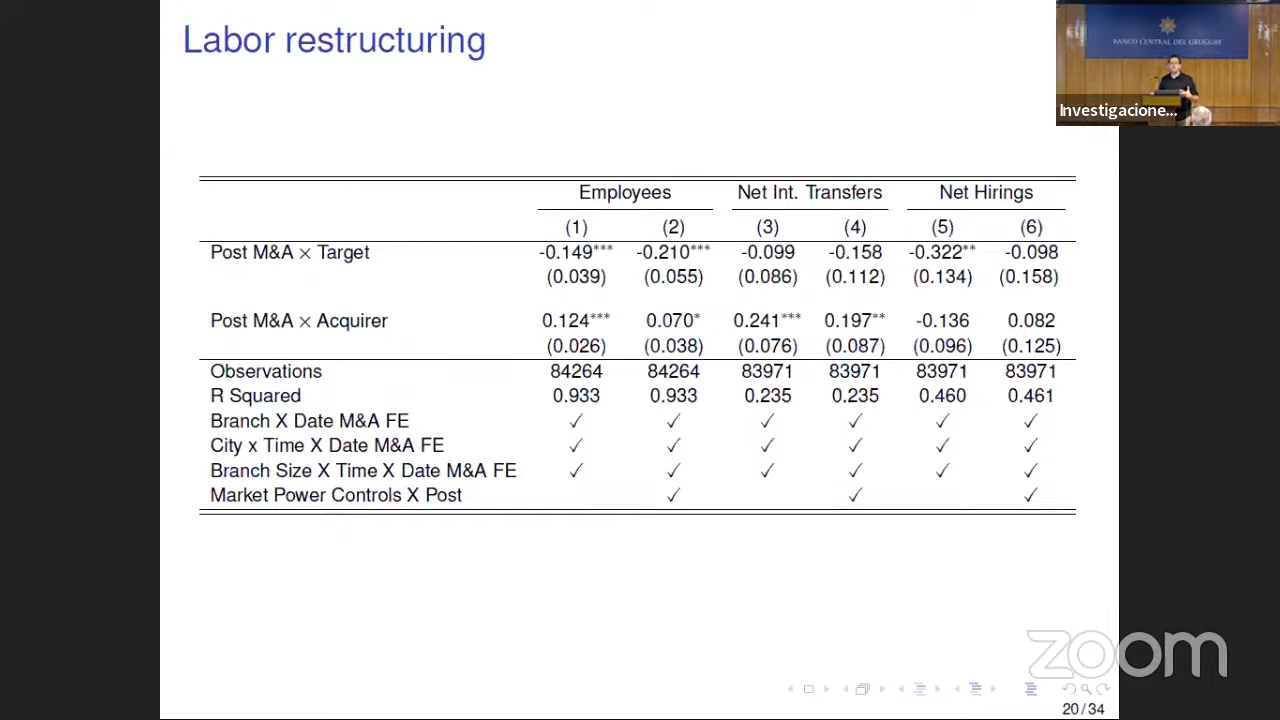 Labor restructuring
BANCO CENTRAL DEL URUGUAY
Investigacione...
Employees Net Int. Transfers Net Hirings
(1) (2) (3) (4) (5) (6)
Post M&A × Target -0.149*** -0.210*** -0.099 -0.158 -0.322** -0.098
(0.039) (0.055) (0.086) (0.112) (0.134) (0.158)
Post M&A × Acquirer 0.124*** 0.070* 0.241*** 0.197** -0.136 0.082
(0.026) (0.038) (0.076) (0.087) (0.096) (0.125)
Observations 84264 84264 83971 83971 83971 83971
R Squared 0.933 0.933 0.235 0.235 0.460 0.461
Branch X Date M&A FE ✓ ✓ ✓ ✓ ✓ ✓
City x Time X Date M&A FE ✓ ✓ ✓ ✓ ✓ ✓
Branch Size X Time X Date M&A FE ✓ ✓ ✓ ✓ ✓ ✓
Market Power Controls X Post ✓ ✓ ✓
zoom
20/34